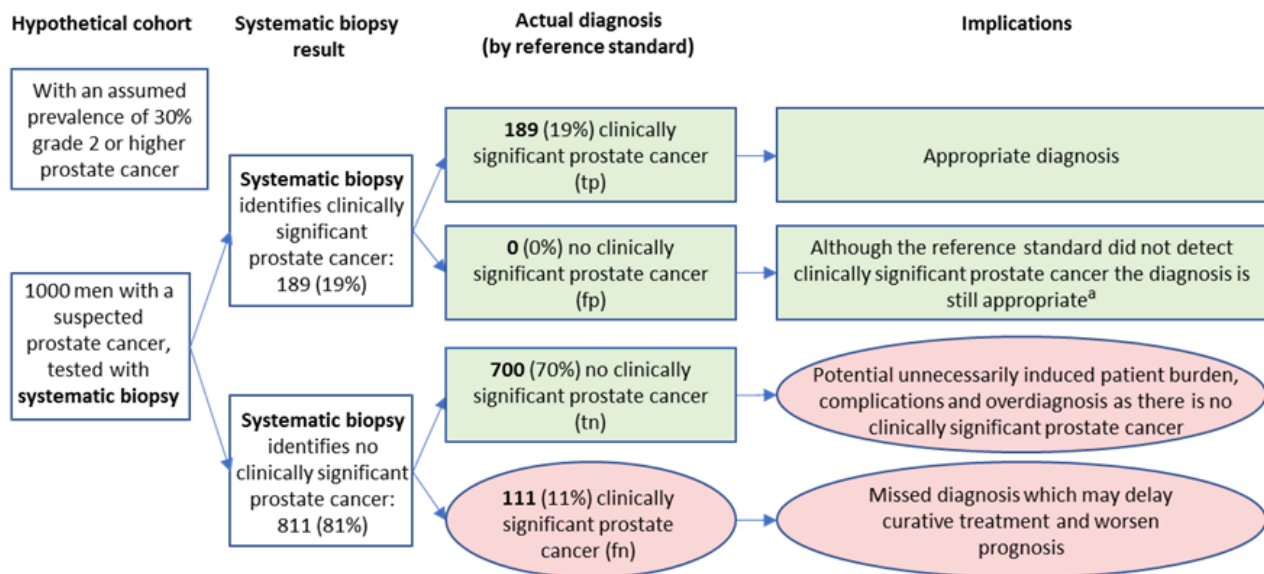 Hypothetical cohort
Systematic biopsy
result
Actual diagnosis
(by reference standard)
Implications
With an assumed
prevalence of 30%
grade 2 or higher
prostate cancer
1000 men with a
suspected
prostate cancer,
tested with
systematic biopsy
Systematic biopsy
identifies clinically
significant
prostate cancer:
189 (19%)
Systematic biopsy
identifies no
clinically significant
prostate cancer:
811 (81%)
189 (19%) clinically
significant prostate cancer
(tp)
Appropriate diagnosis
0 (0%) no clinically
significant prostate cancer
(fp)
Although the reference standard did not detect
clinically significant prostate cancer the diagnosis is
still appropriateᵃ
700 (70%) no clinically
significant prostate cancer
(tn)
Potential unnecessarily induced patient burden,
complications and overdiagnosis as there is no
clinically significant prostate cancer
111 (11%) clinically
significant prostate
cancer (fn)
Missed diagnosis which may delay
curative treatment and worsen
prognosis